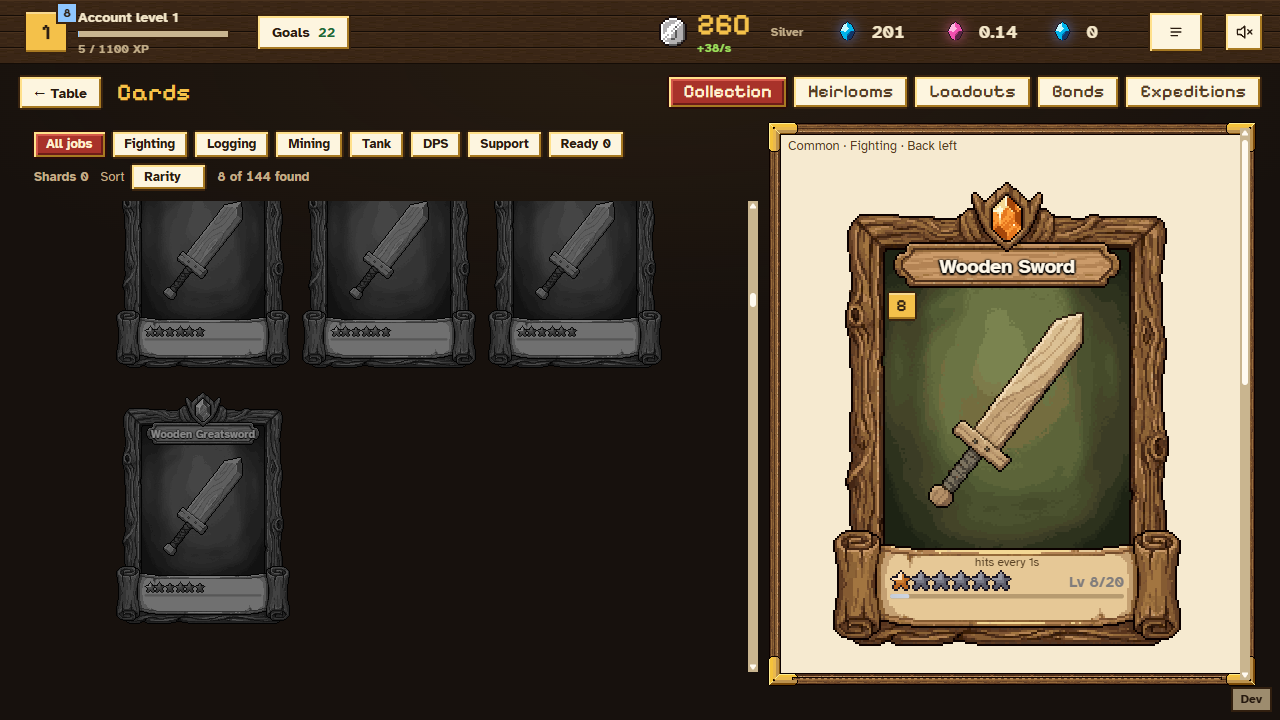 1
8
Account level 1
5 / 1100 XP
Goals 22
260
+38/s
Silver
201
0.14
0
← Table
Cards
Collection
Heirlooms
Loadouts
Bonds
Expeditions
All jobs
Fighting
Logging
Mining
Tank
DPS
Support
Ready 0
Shards 0
Sort
Rarity
8 of 144 found
Wooden Greatsword
Common · Fighting · Back left
Wooden Sword
8
hits every 1s
Lv 8/20
Dev